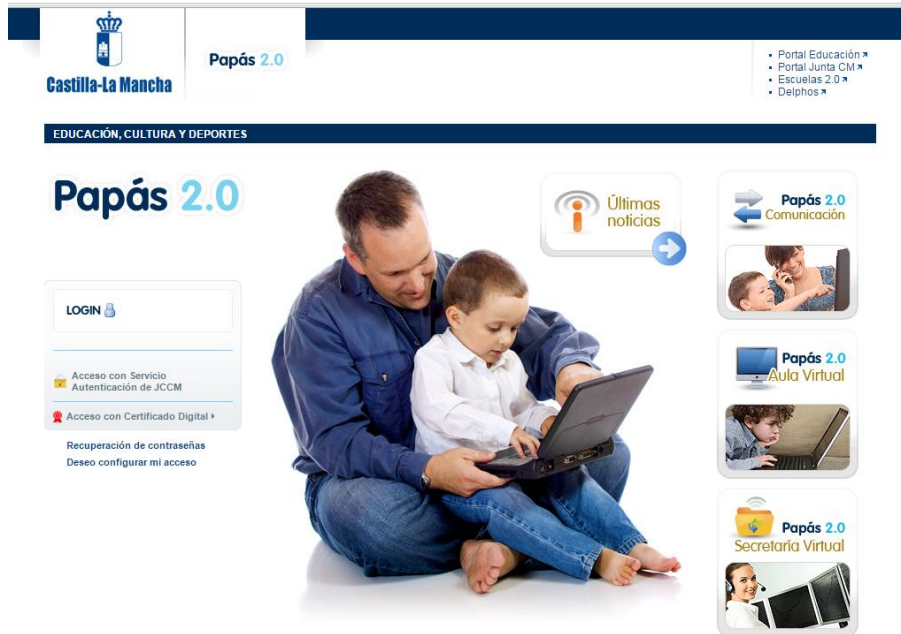 Castilla-La Mancha
Papás 2.0
Portal Educación
Portal Junta CM
Escuelas 2.0
Delphos
EDUCACIÓN, CULTURA Y DEPORTES
Papás 2.0
LOGIN
Acceso con Servicio
Autenticación de JCCM
Acceso con Certificado Digital
Recuperación de contraseñas
Deseo configurar mi acceso
Últimas
noticias
Papás 2.0
Comunicación
Papás 2.0
Aula Virtual
Papás 2.0
Secretaría Virtual